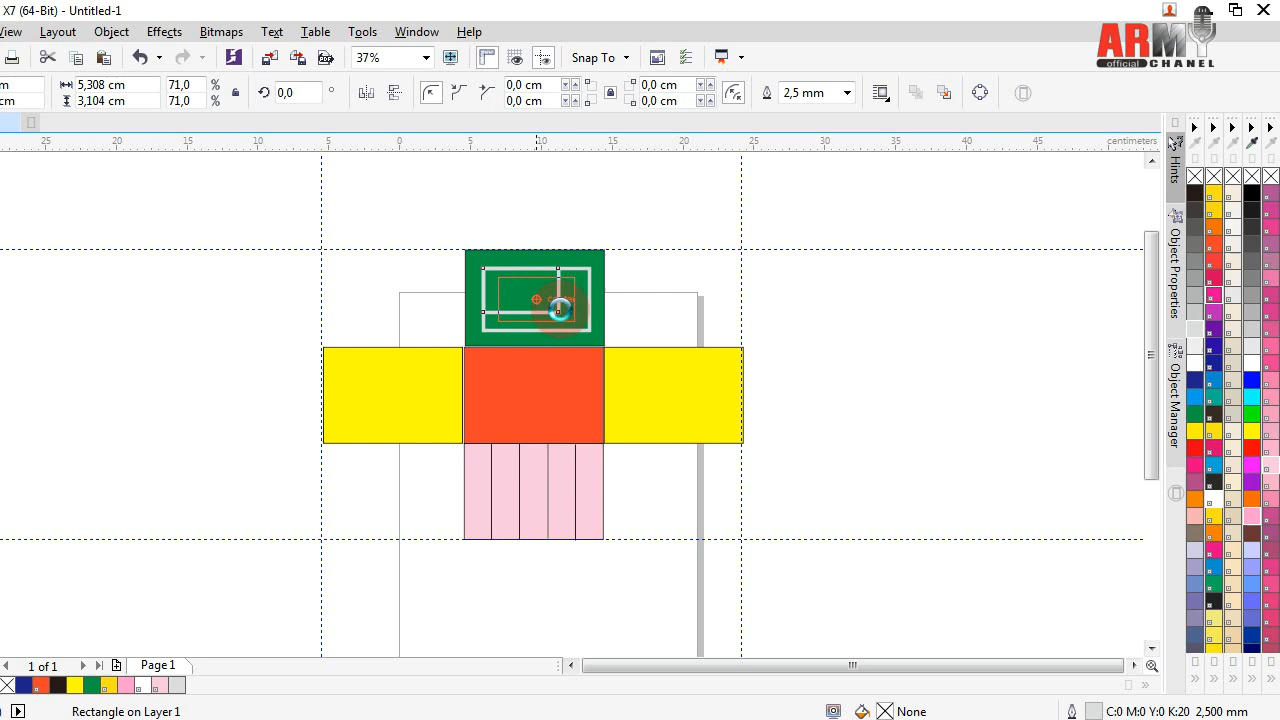 X7 (64-Bit) - Untitled-1
View Layout Object Effects Bitmaps Text Table Tools Window Help
ARMY
official CHANEL
37% Snap To
cm 5,308 cm 71,0 % 0,0 ° 0,0 cm 0,0 cm 2,5 mm
cm 3,104 cm 71,0 % 0,0 cm 0,0 cm
25 20 15 10 5 0 5 10 15 20 25 30 35 40 45 centimeters
Hints
Object Properties
Object Manager
1 of 1 Page 1
Rectangle on Layer 1 None C:0 M:0 Y:0 K:20 2,500 mm